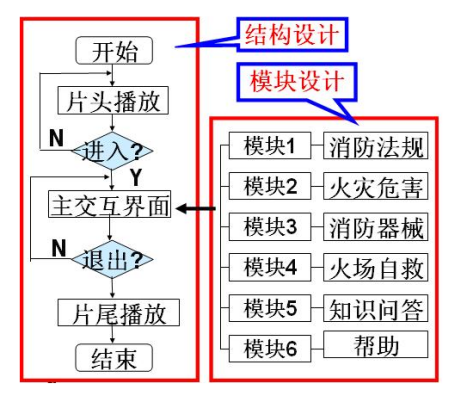 结构设计
模块设计
开始
片头播放
N
进入?
Y
主交互界面
N
退出?
片尾播放
结束
模块1 消防法规
模块2 火灾危害
模块3 消防器械
模块4 火场自救
模块5 知识问答
模块6 帮助